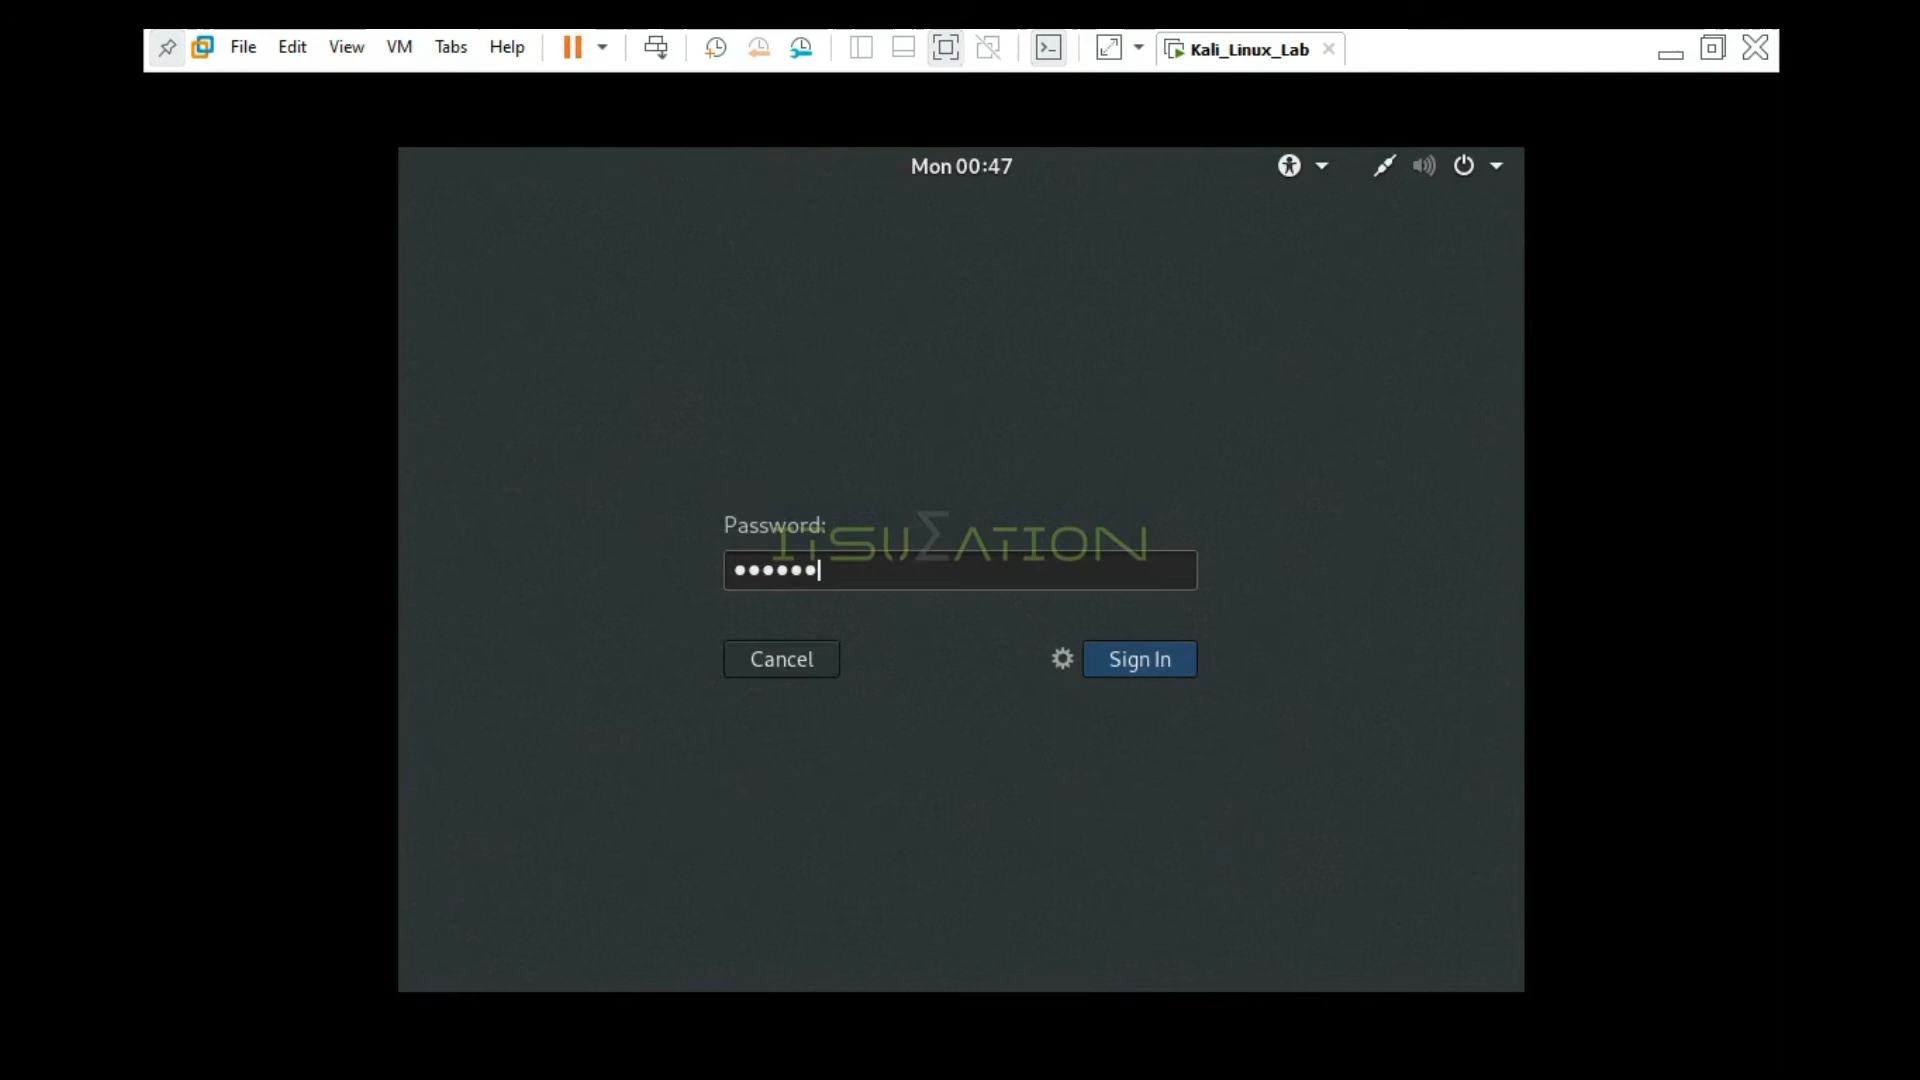 File Edit View VM Tabs Help Kali_Linux_Lab
Mon 00:47
Password:
ITSUΣATION
Cancel Sign In